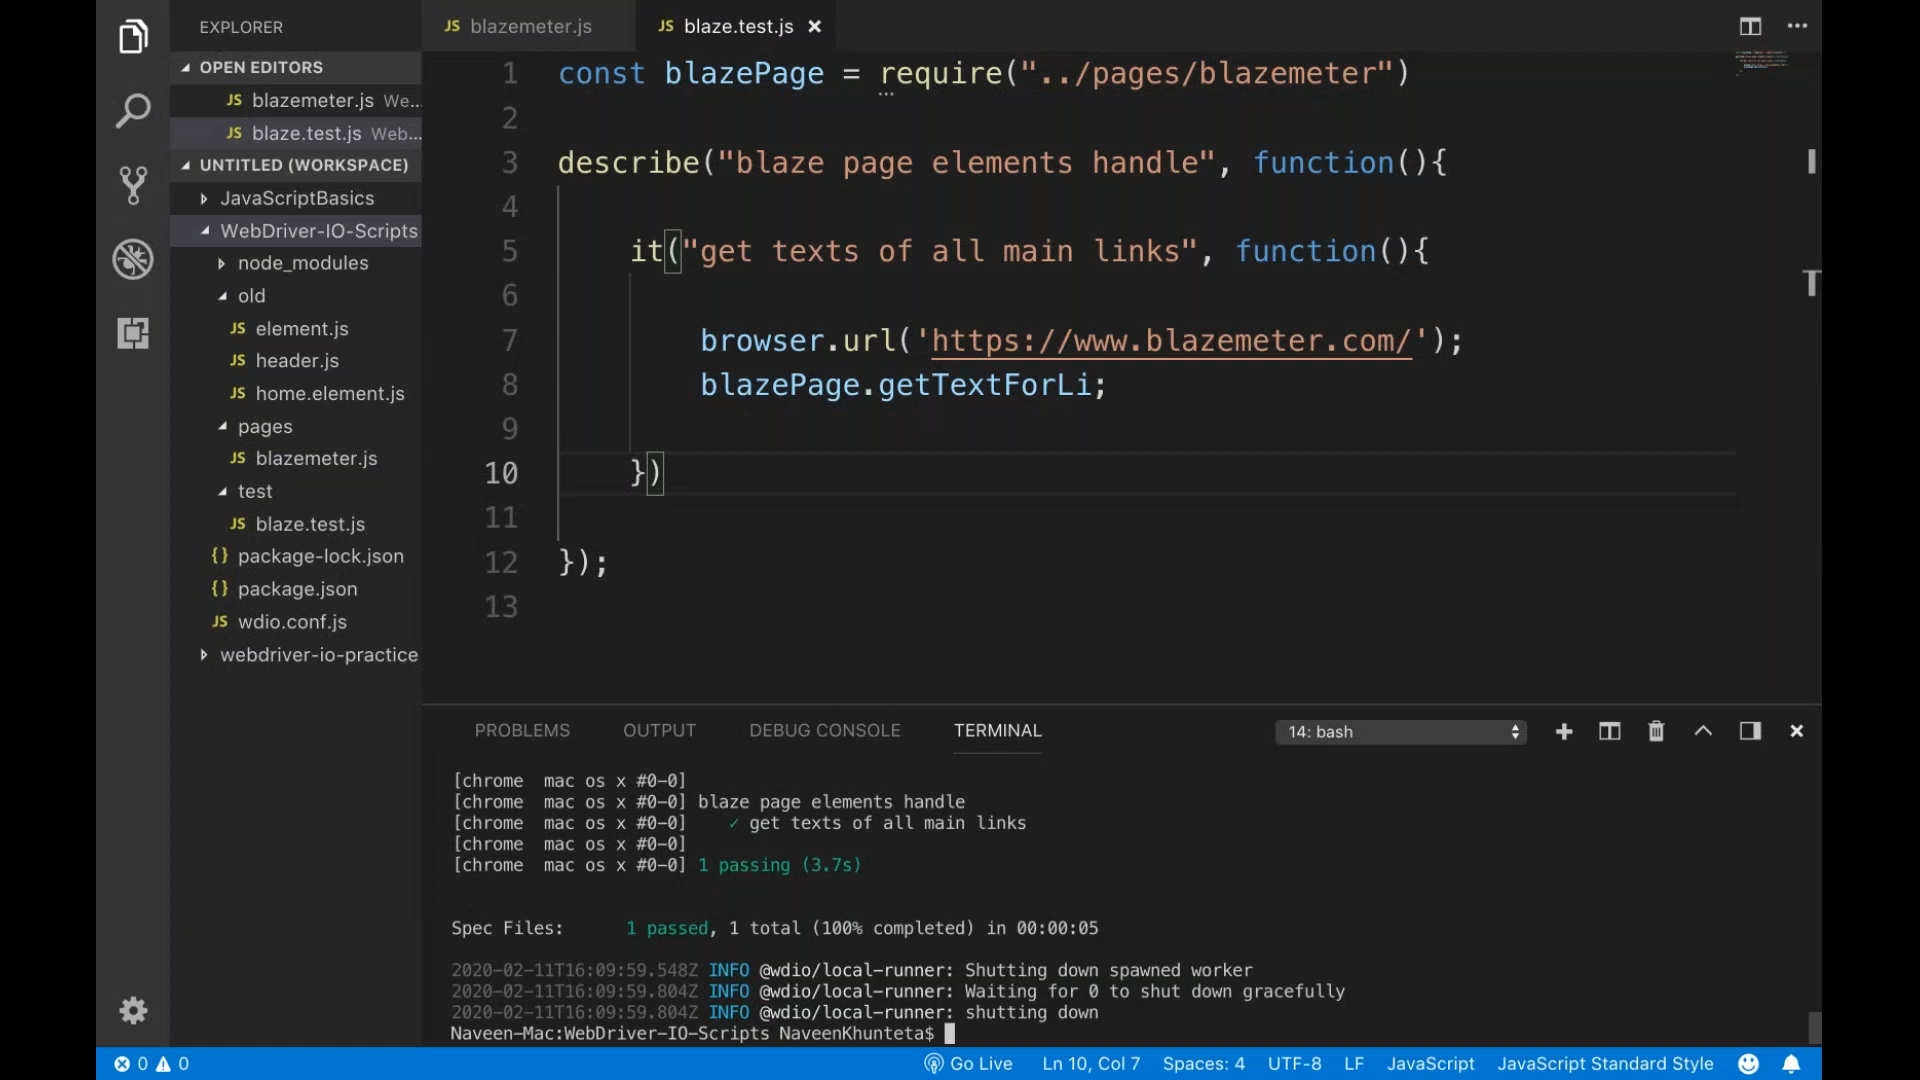 EXPLORER
OPEN EDITORS
JS blazemeter.js We...
JS blaze.test.js Web...
UNTITLED (WORKSPACE)
JavaScriptBasics
WebDriver-IO-Scripts
node_modules
old
JS element.js
JS header.js
JS home.element.js
pages
JS blazemeter.js
test
JS blaze.test.js
{} package-lock.json
{} package.json
JS wdio.conf.js
webdriver-io-practice
JS blazemeter.js
JS blaze.test.js
1 const blazePage = require("../pages/blazemeter")
2
3 describe("blaze page elements handle", function(){
4
5 it("get texts of all main links", function(){
6
7 browser.url('https://www.blazemeter.com/');
8 blazePage.getTextForLi;
9
10 })
11
12 });
13
PROBLEMS OUTPUT DEBUG CONSOLE TERMINAL 14: bash
[chrome  mac os x #0-0]
[chrome  mac os x #0-0] blaze page elements handle
[chrome  mac os x #0-0] ✓ get texts of all main links
[chrome  mac os x #0-0]
[chrome  mac os x #0-0] 1 passing (3.7s)
Spec Files: 1 passed, 1 total (100% completed) in 00:00:05
2020-02-11T16:09:59.548Z INFO @wdio/local-runner: Shutting down spawned worker
2020-02-11T16:09:59.804Z INFO @wdio/local-runner: Waiting for 0 to shut down gracefully
2020-02-11T16:09:59.804Z INFO @wdio/local-runner: shutting down
Naveen-Mac:WebDriver-IO-Scripts NaveenKhunteta$
0 0 Go Live Ln 10, Col 7 Spaces: 4 UTF-8 LF JavaScript JavaScript Standard Style